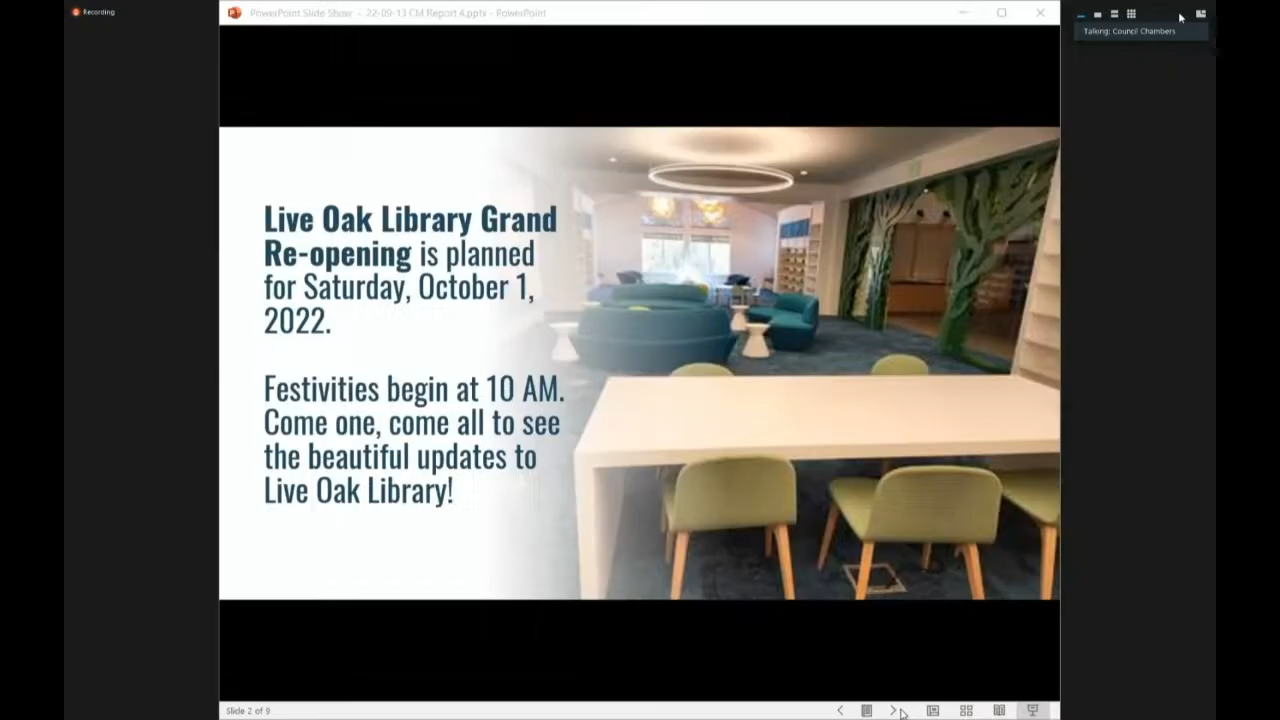 Recording
PowerPoint Slide Show - 22-09-13 CM Report 4.pptx - PowerPoint
Talking: Council Chambers
Live Oak Library Grand
Re-opening is planned
for Saturday, October 1,
2022.
Festivities begin at 10 AM.
Come one, come all to see
the beautiful updates to
Live Oak Library!
Slide 2 of 9